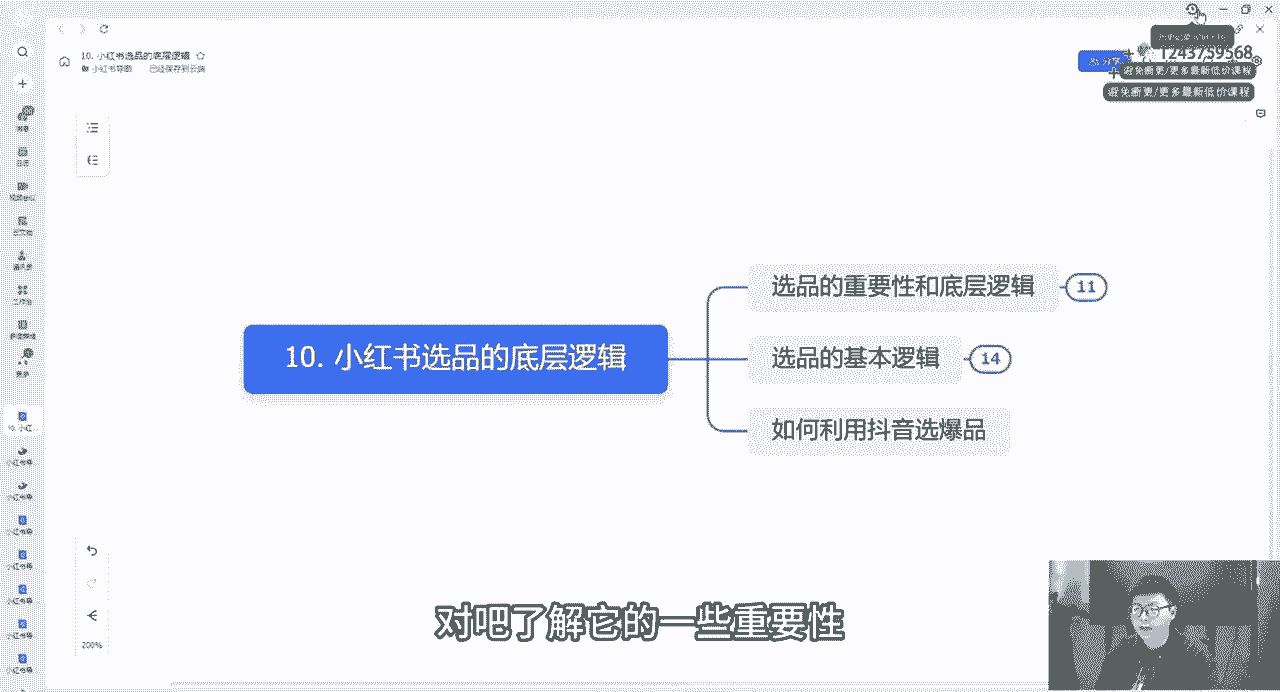 10. 小红书选品的底层逻辑
小红书导图 已经保存到云端
分享
1243759568
避免断更/更多最新低价课程
避免断更/更多最新低价课程
选品的重要性和底层逻辑 11
10. 小红书选品的底层逻辑
选品的基本逻辑 14
如何利用抖音选爆品
200%
对吧了解它的一些重要性